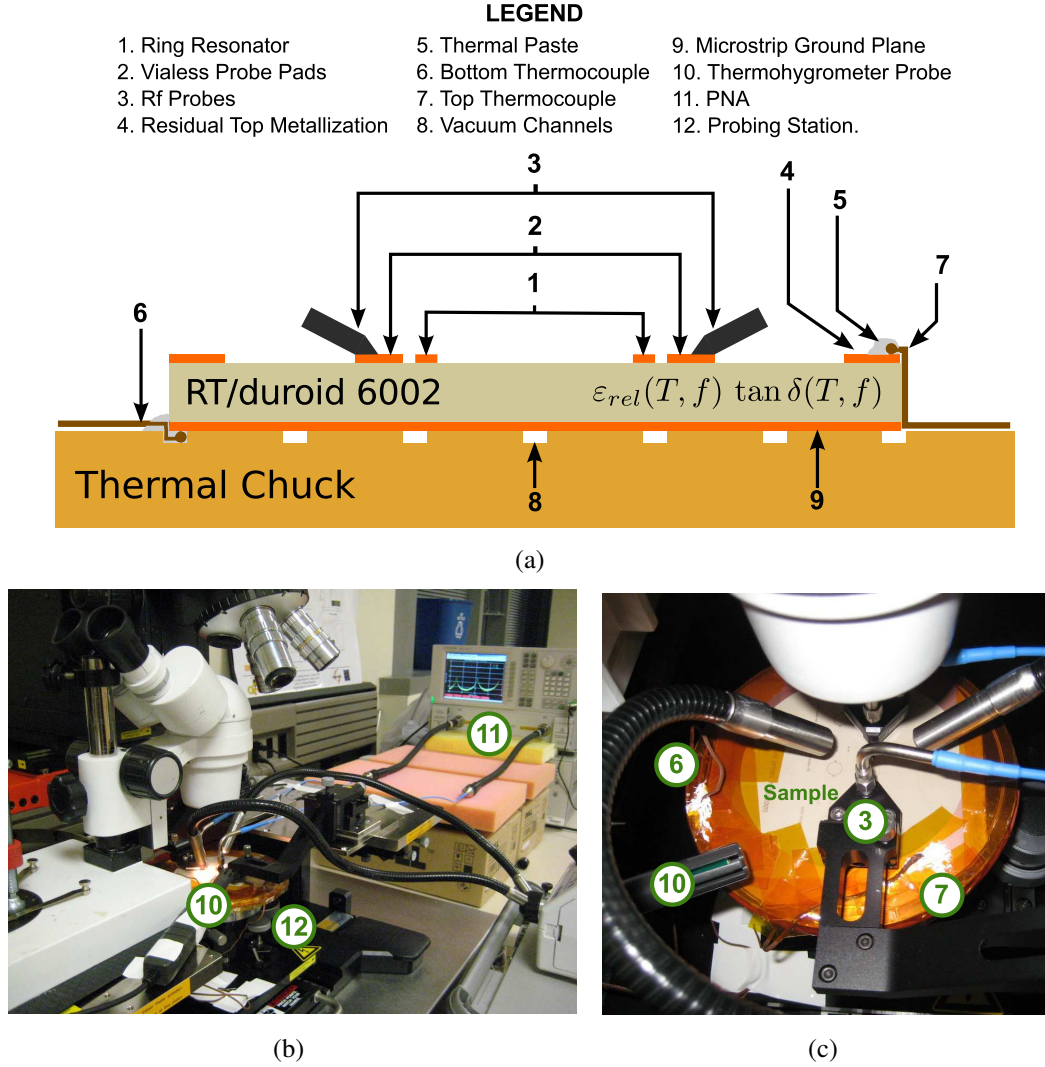 LEGEND
1. Ring Resonator
2. Vialess Probe Pads
3. Rf Probes
4. Residual Top Metallization
5. Thermal Paste
6. Bottom Thermocouple
7. Top Thermocouple
8. Vacuum Channels
9. Microstrip Ground Plane
10. Thermohygrometer Probe
11. PNA
12. Probing Station.
3
4
5
2
7
1
6
RT/duroid 6002
εrel(T, f) tan δ(T, f)
Thermal Chuck
8
9
(a)
11
10
12
(b)
6
Sample
3
10
7
(c)